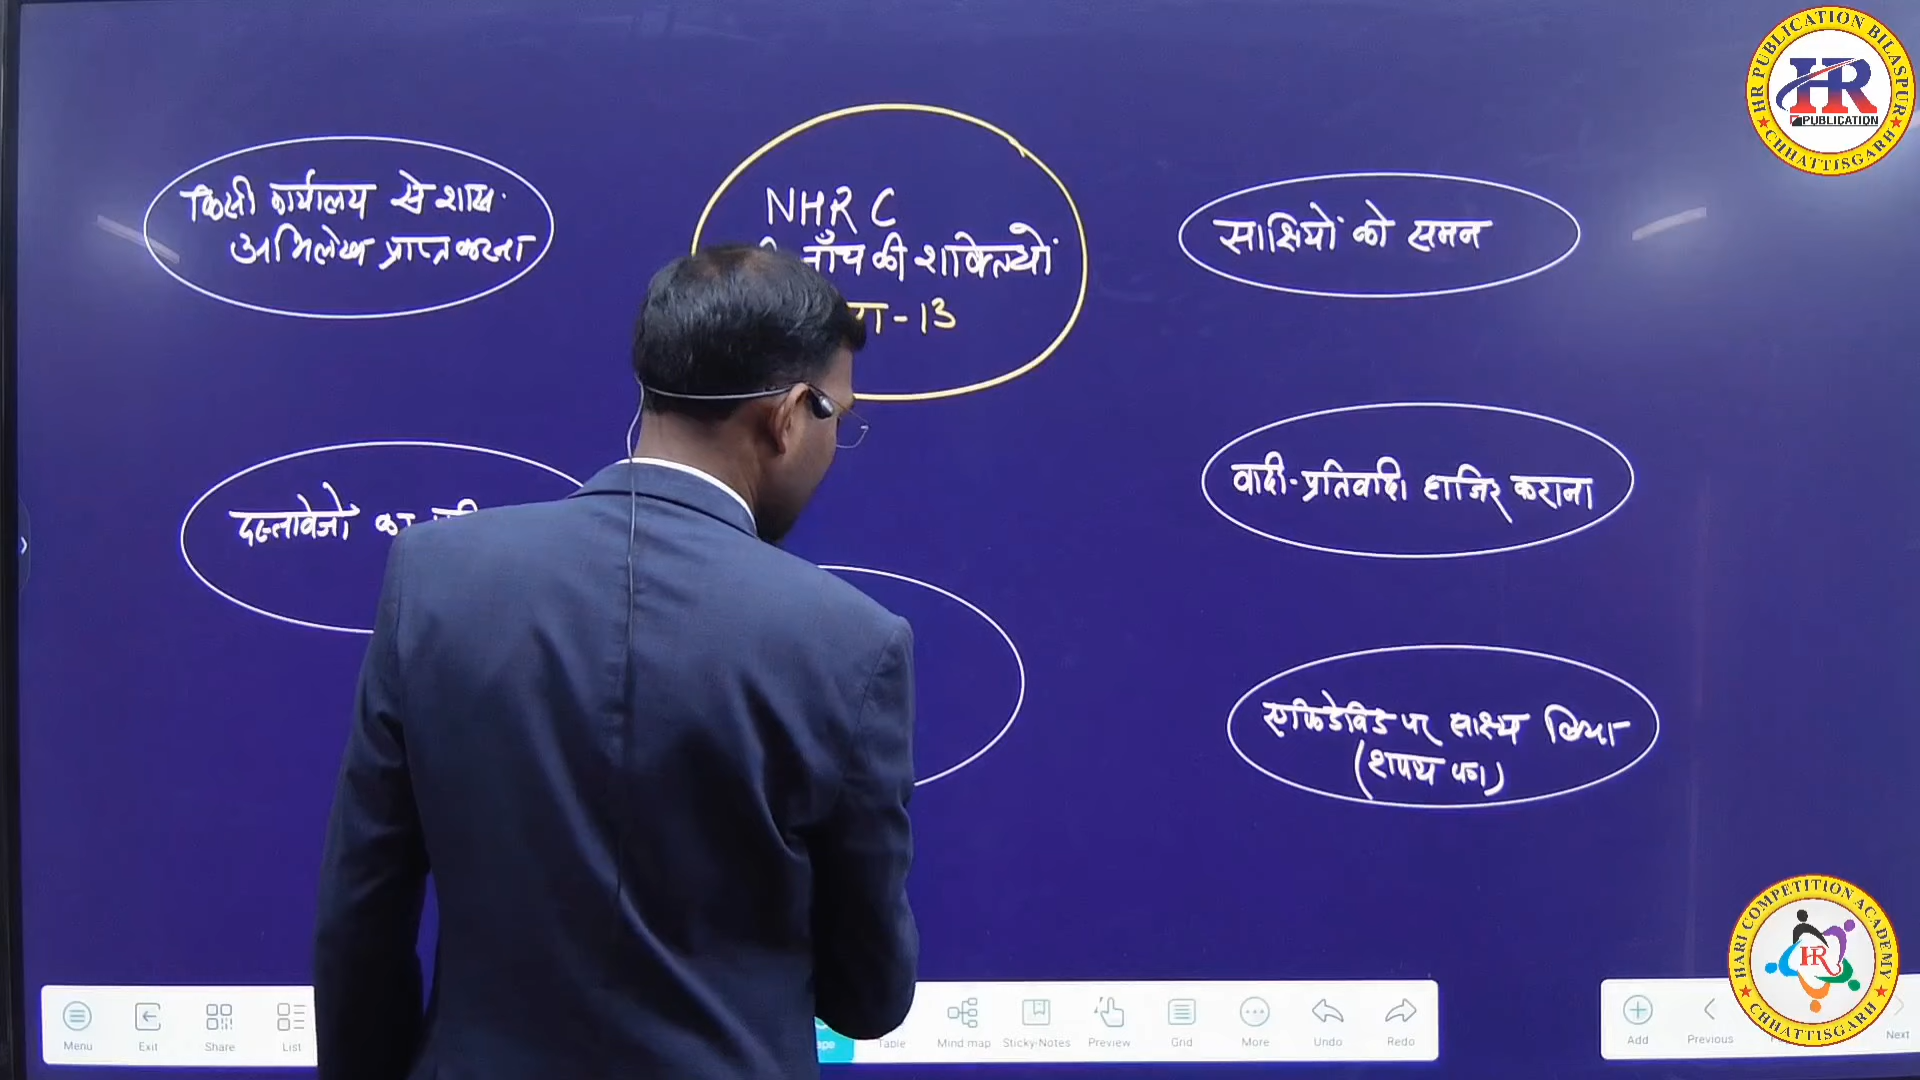 NHRC
जाँच की शक्तियों
-13
किसी कार्यालय से शास.
अभिलेख प्राप्त करना
साक्षियों को समन
दस्तावेजों का
वादी-प्रतिवादी हाजिर कराना
एफिडेविड पर साक्ष्य लिया
(शपथ
HR PUBLICATION BILASPUR
CHHATTISGARH
HR
PUBLICATION
HARI COMPETITION ACADEMY
CHHATTISGARH
HR
Menu
Exit
Share
List
Table
Mind map
Sticky Notes
Preview
Grid
More
Undo
Redo
Add
Previous
Next